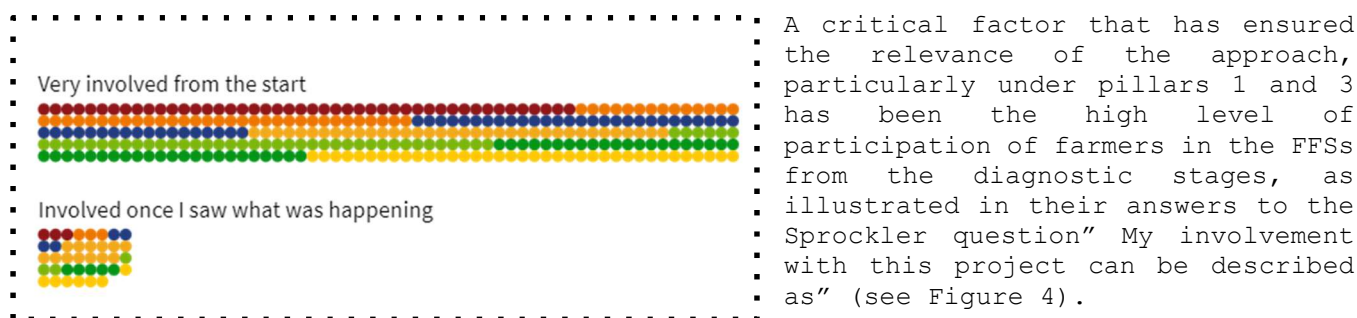 Very involved from the start
Involved once I saw what was happening
A critical factor that has ensured
the relevance of the approach,
particularly under pillars 1 and 3
has been the high level of
participation of farmers in the FFSs
from the diagnostic stages, as
illustrated in their answers to the
Sprockler question” My involvement
with this project can be described
as” (see Figure 4).